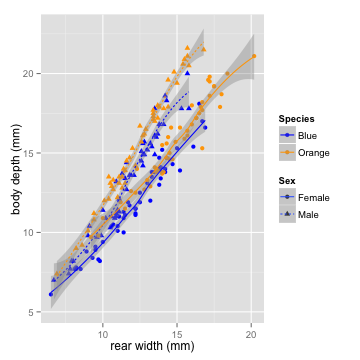 body depth (mm)
20
15
10
5
10
15
20
rear width (mm)
Species
Blue
Orange
Sex
Female
Male